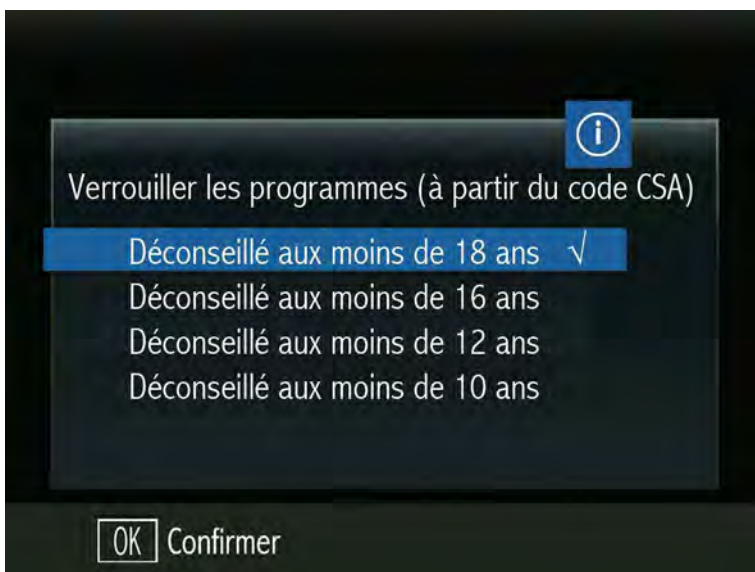 i
Verrouiller les programmes (à partir du code CSA)
Déconseillé aux moins de 18 ans √
Déconseillé aux moins de 16 ans
Déconseillé aux moins de 12 ans
Déconseillé aux moins de 10 ans
OK Confirmer